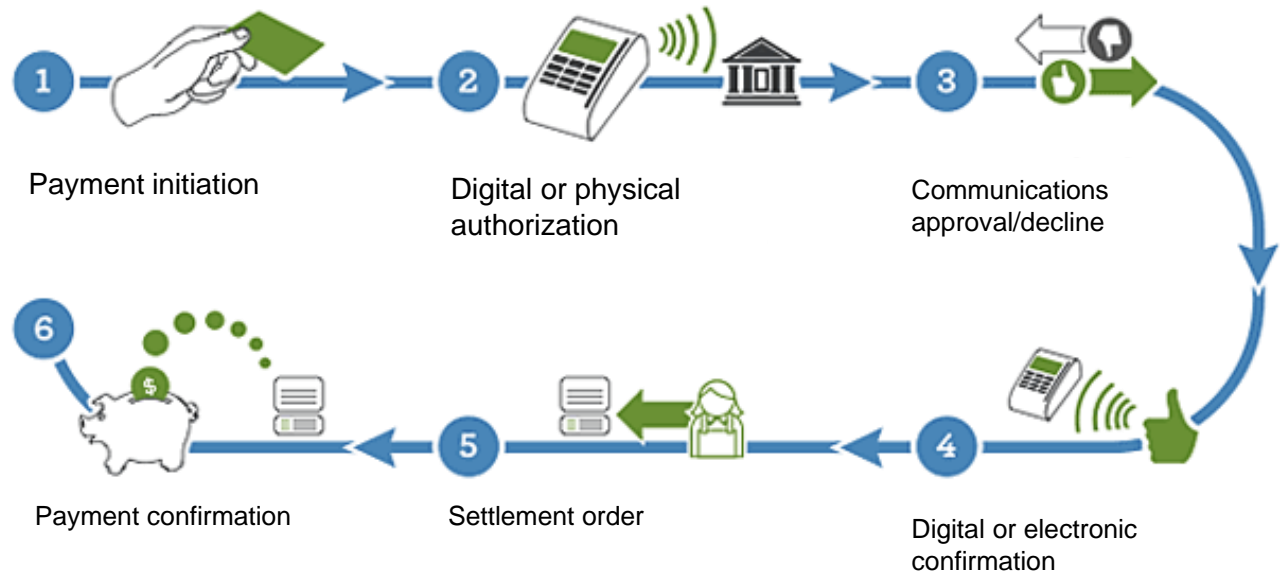 1
2
3
Payment initiation
Digital or physical
authorization
Communications
approval/decline
6
$
5
4
Payment confirmation
Settlement order
Digital or electronic
confirmation